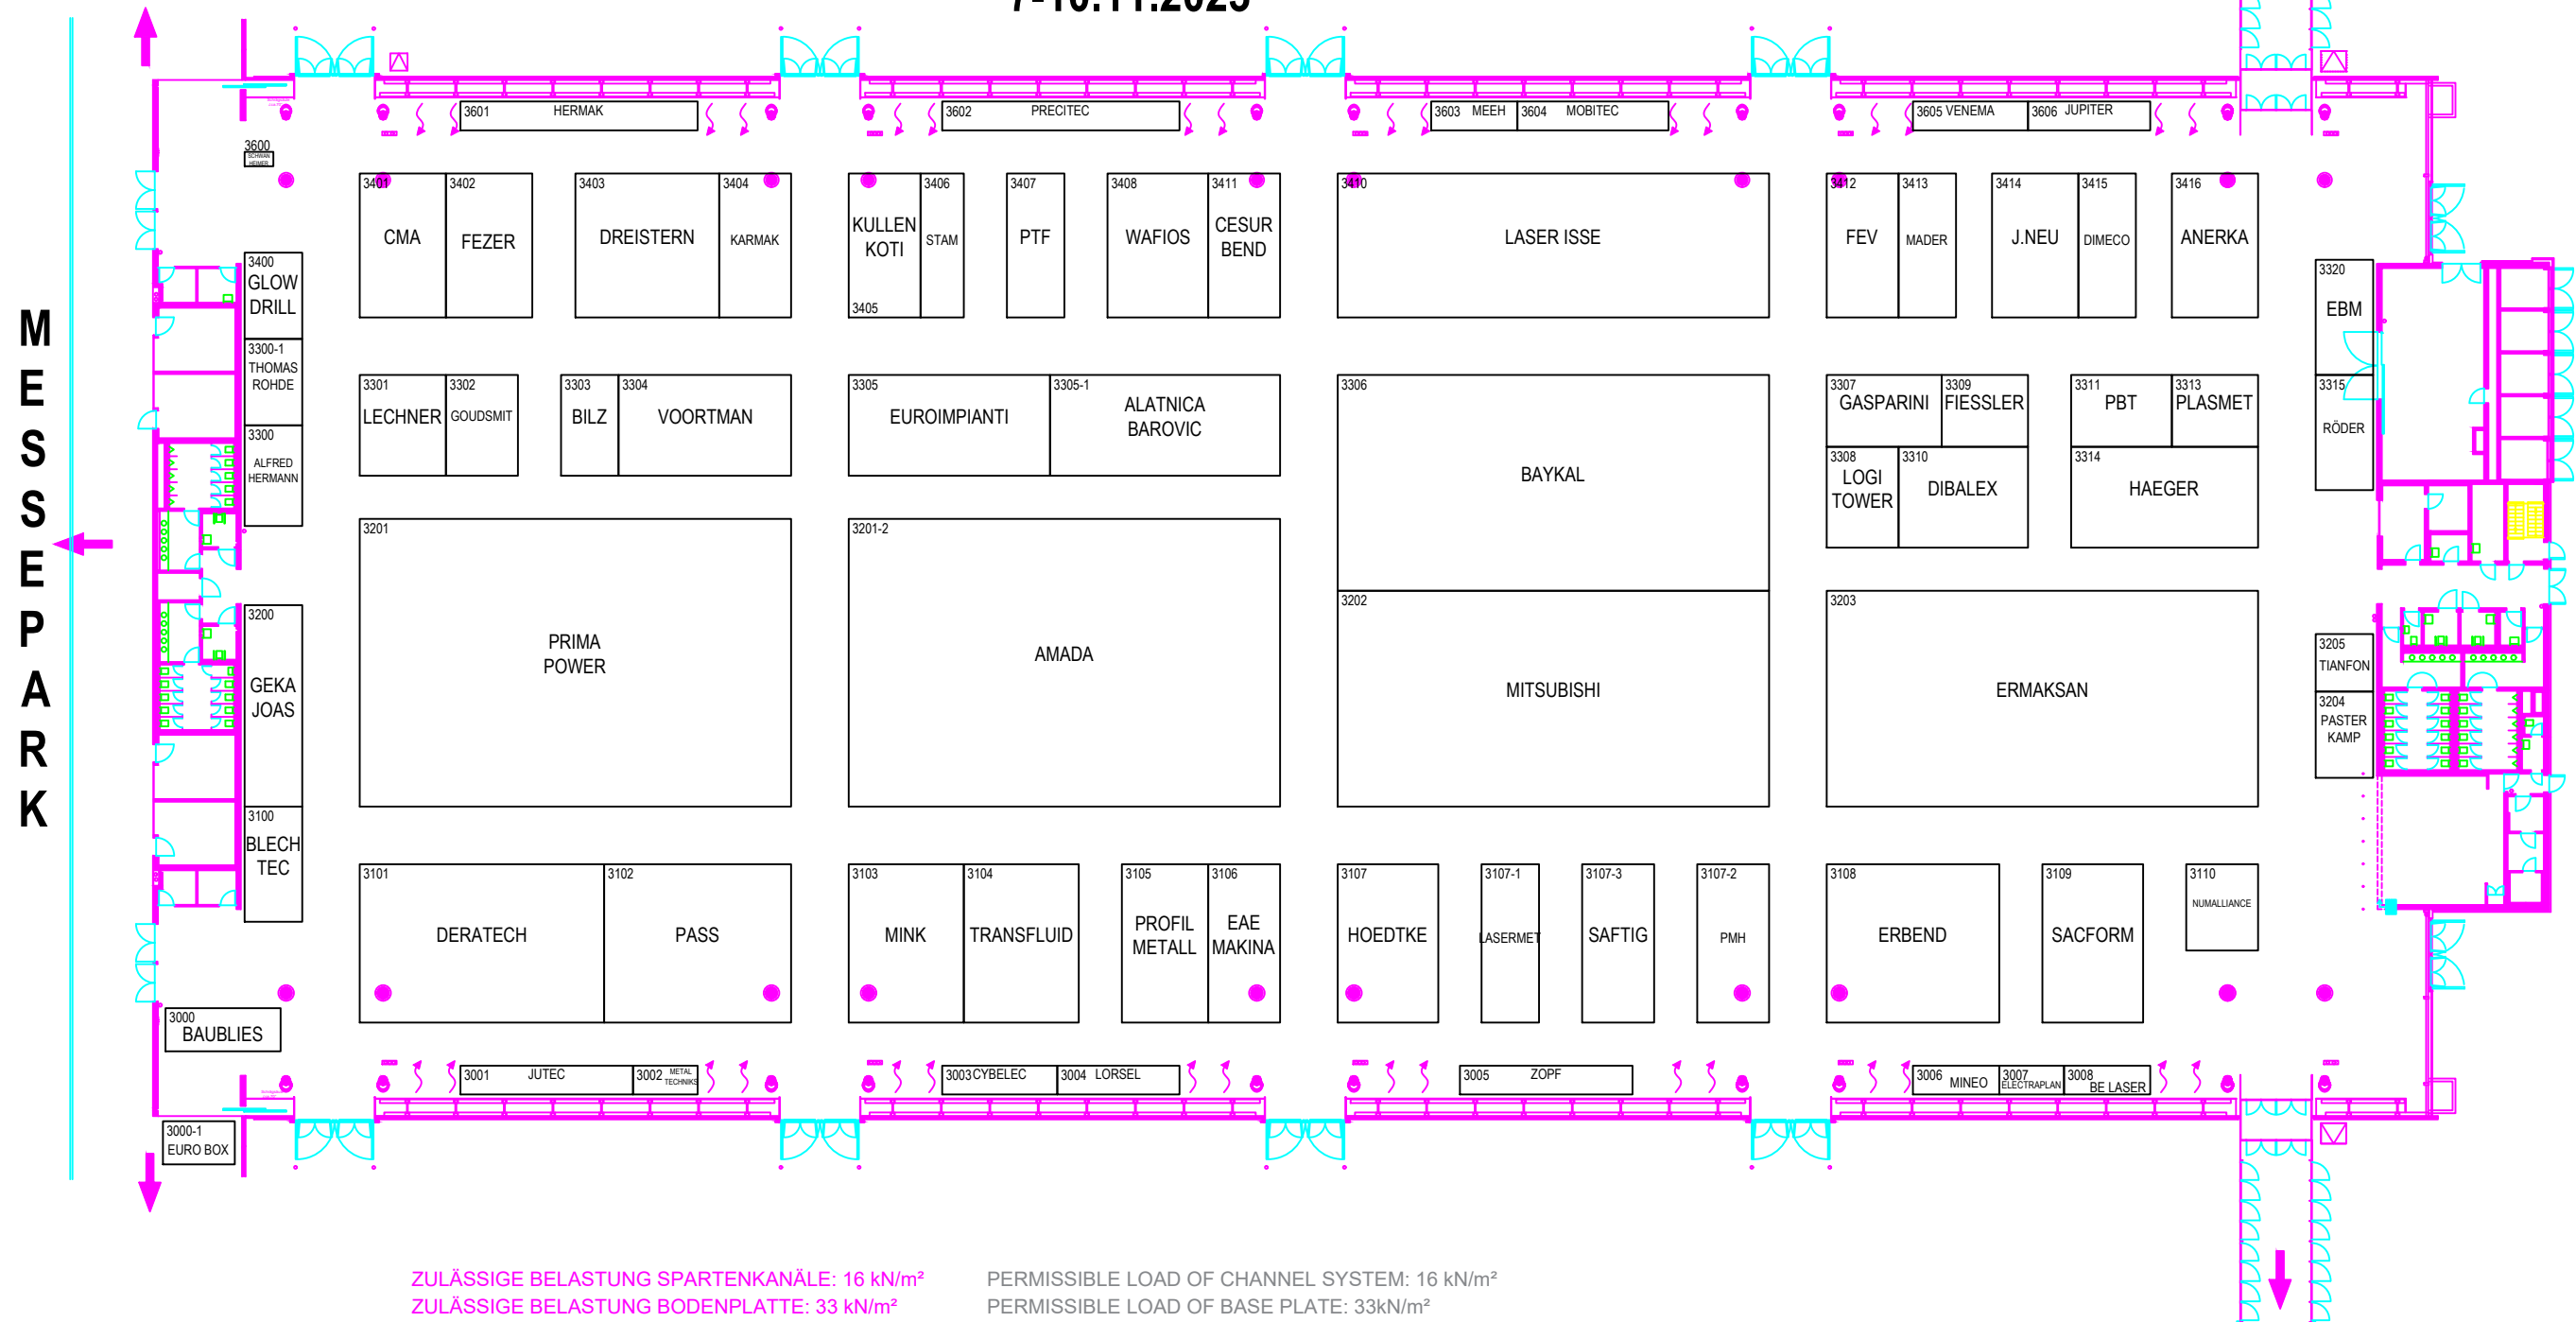 3601 HERMAK
3602 PRECITEC
3603 MEEH
3604 MOBITEC
3605 VENEMA
3606 JUPITER
3600
SCHWAN
HEIMER
3401
CMA
3402
FEZER
3403
DREISTERN
3404
KARMAK
KULLEN
KOTI
3405
3406
STAM
3407
PTF
3408
WAFIOS
3411
CESUR
BEND
3410
LASER ISSE
3412
FEV
3413
MADER
3414
J.NEU
3415
DIMECO
3416
ANERKA
3400
GLOW
DRILL
3300-1
THOMAS
ROHDE
3300
ALFRED
HERMANN
3320
EBM
3315
RÖDER
MESSEPARK
3301
LECHNER
3302
GOUDSMIT
3303
BILZ
3304
VOORTMAN
3305
EUROIMPIANTI
3305-1
ALATNICA
BAROVIC
3306
BAYKAL
3307
GASPARINI
3309
FIESSLER
3311
PBT
3313
PLASMET
3308
LOGI
TOWER
3310
DIBALEX
3314
HAEGER
3201
PRIMA
POWER
3201-2
AMADA
3202
MITSUBISHI
3203
ERMAKSAN
3200
GEKA
JOAS
3205
TIANFON
3204
PASTER
KAMP
3100
BLECH
TEC
3101
DERATECH
3102
PASS
3103
MINK
3104
TRANSFLUID
3105
PROFIL
METALL
3106
EAE
MAKINA
3107
HOEDTKE
3107-1
LASERMET
3107-3
SAFTIG
3107-2
PMH
3108
ERBEND
3109
SACFORM
3110
NUMALLIANCE
3000
BAUBLIES
3001 JUTEC
3002 METAL
TECHNIKS
3003 CYBELEC
3004 LORSEL
3005 ZOPF
3006 MINEO
3007
ELECTRAPLAN
3008
BE LASER
3000-1
EURO BOX
ZULÄSSIGE BELASTUNG SPARTENKANÄLE: 16 kN/m²
ZULÄSSIGE BELASTUNG BODENPLATTE: 33 kN/m²
PERMISSIBLE LOAD OF CHANNEL SYSTEM: 16 kN/m²
PERMISSIBLE LOAD OF BASE PLATE: 33kN/m²